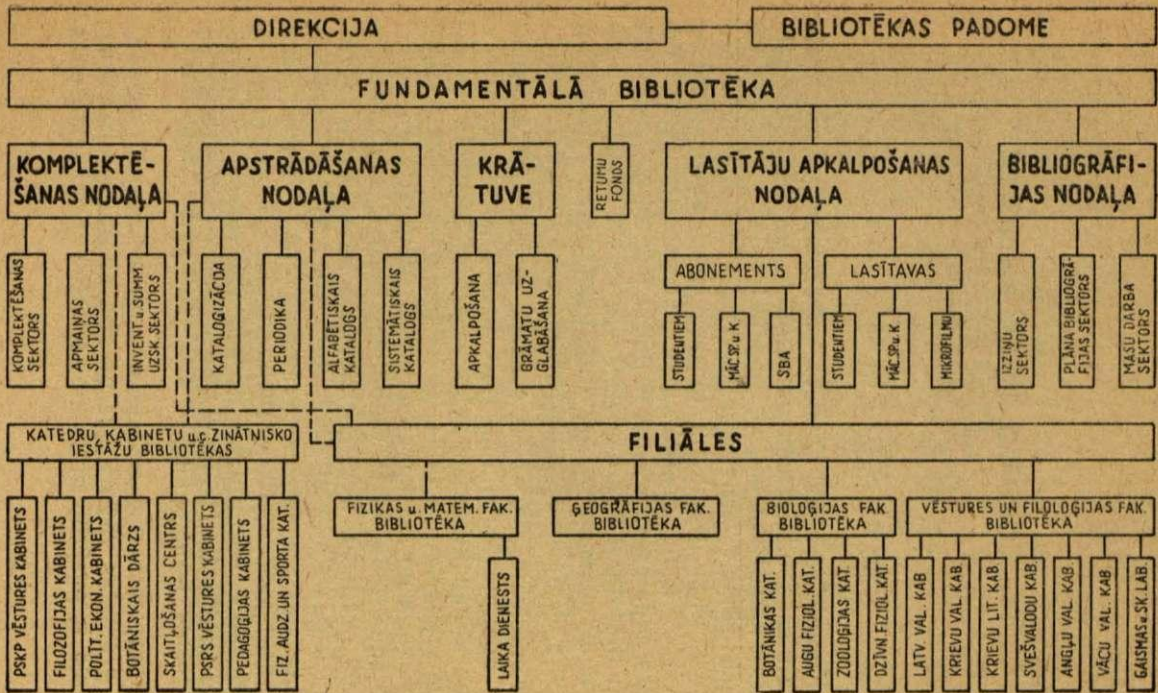 DIREKCIJA
BIBLIOTĒKAS PADOME
FUNDAMENTĀLĀ BIBLIOTĒKA
KOMPLEKTĒ-
ŠANAS NODAĻA
APSTRĀDĀŠANAS
NODAĻA
KRĀ-
TUVE
RETUMU
FONDS
LASĪTĀJU APKALPOŠANAS
NODAĻA
BIBLIOGRĀFI-
JAS NODAĻA
KOMPLEKTĒŠANAS
SEKTORS
APMAIŅAS
SEKTORS
INVENT. u. SUMM.
UZSK. SEKTORS
KATALOĢIZĀCIJA
PERIODIKA
ALFABĒTISKAIS
KATALOGS
SISTEMĀTISKAIS
KATALOGS
APKALPOŠANA
GRĀMATU UZ-
GLABĀŠANA
ABONEMENTS
STUDENTIEM
MĀC. SP. u. K
SBA
LASĪTAVAS
STUDENTIEM
MĀC. SP. u. K
MIKROFILMU
IZZIŅU
SEKTORS
PLĀNA BIBLIOGRĀ-
FIJAS SEKTORS
MASU DARBA
SEKTORS
KATEDRU, KABINETU u.c. ZINĀTNISKO
IESTĀŽU BIBLIOTĒKAS
FILIĀLES
PSKP VĒSTURES KABINETS
FILOZOFIJAS KABINETS
POLĪT. EKON. KABINETS
BOTĀNISKAIS DĀRZS
SKAITĻOŠANAS CENTRS
PSRS VĒSTURES KABINETS
PEDAGOĢIJAS KABINETS
FIZ. AUDZ. UN SPORTA KAT.
FIZIKAS u. MATEM. FAK.
BIBLIOTĒKA
LAIKA DIENESTS
ĢEOGRĀFIJAS FAK.
BIBLIOTĒKA
BIOLOĢIJAS FAK.
BIBLIOTĒKA
BOTĀNIKAS KAT.
AUGU FIZIOL. KAT.
ZOOLOĢIJAS KAT.
DZĪVN. FIZIOL. KAT.
VĒSTURES UN FILOLOĢIJAS FAK.
BIBLIOTĒKA
LATV. VAL. KAB
KRIEVU VAL. KAB.
KRIEVU LIT. KAB
SVEŠVALODU KAB.
ANGĻU VAL. KAB.
VĀCU VAL. KAB
GAISMAS u. SK. LAB.